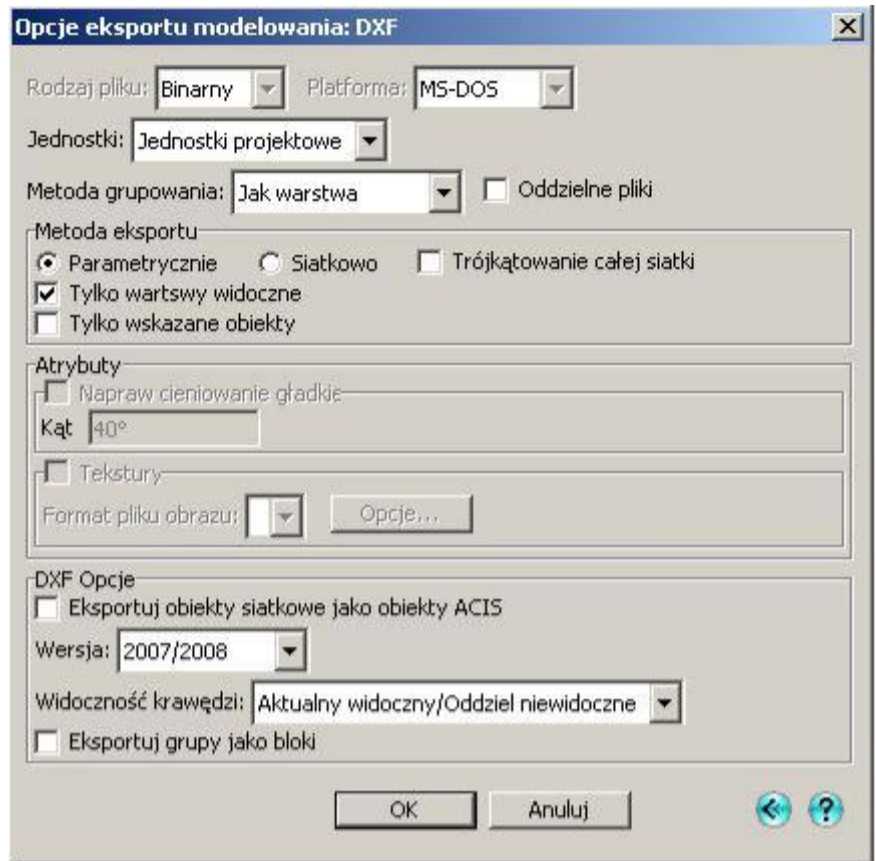 Opcje eksportu modelowania: DXF
Rodzaj pliku: Binarny Platforma: MS-DOS
Jednostki: Jednostki projektowe
Metoda grupowania: Jak warstwa Oddzielne pliki
Metoda eksportu
Parametrycznie Siatkowo Trójkątowanie całej siatki
Tylko wartswy widoczne
Tylko wskazane obiekty
Atrybuty
Napraw cieniowanie gładkie
Kąt 40°
Tekstury
Format pliku obrazu: Opcje...
DXF Opcje
Eksportuj obiekty siatkowe jako obiekty ACIS
Wersja: 2007/2008
Widoczność krawędzi: Aktualny widoczny/Oddziel niewidoczne
Eksportuj grupy jako bloki
OK Anuluj